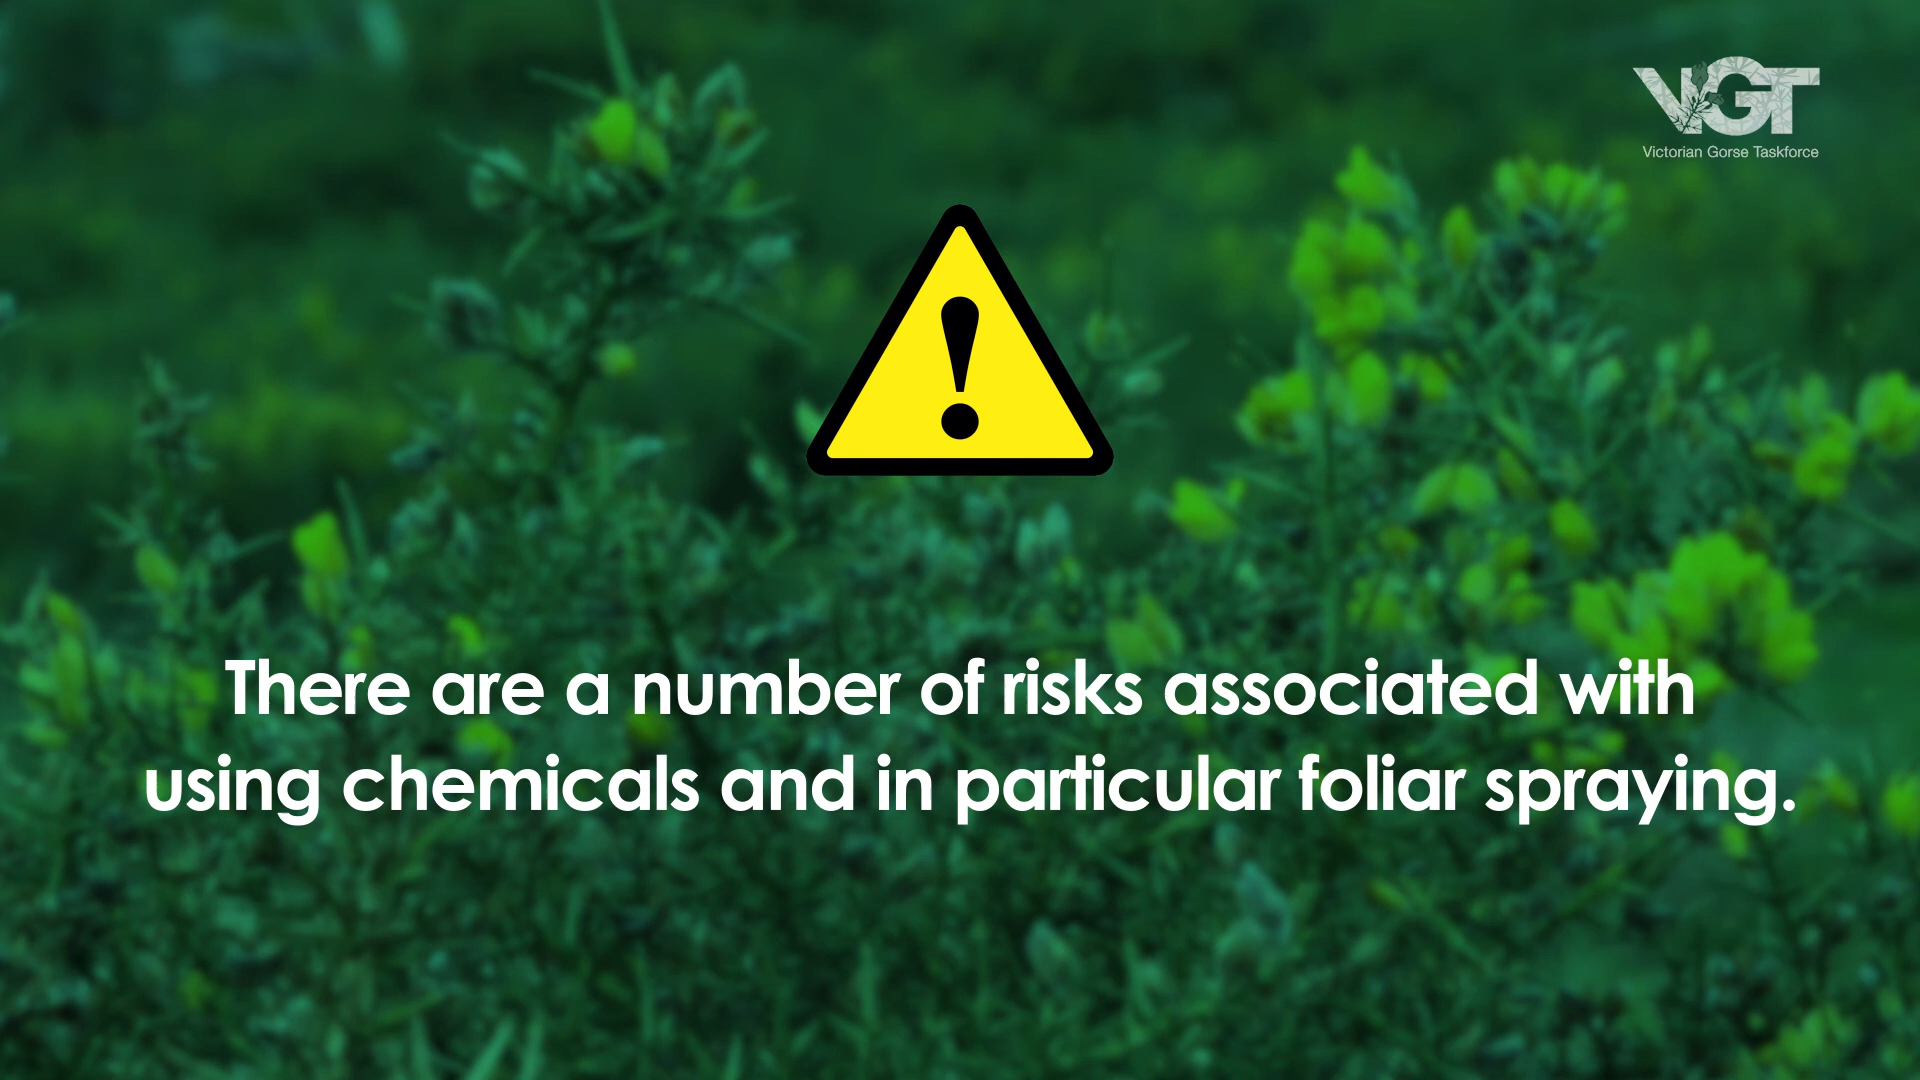 VGT
Victorian Gorse Taskforce
!
There are a number of risks associated with
using chemicals and in particular foliar spraying.